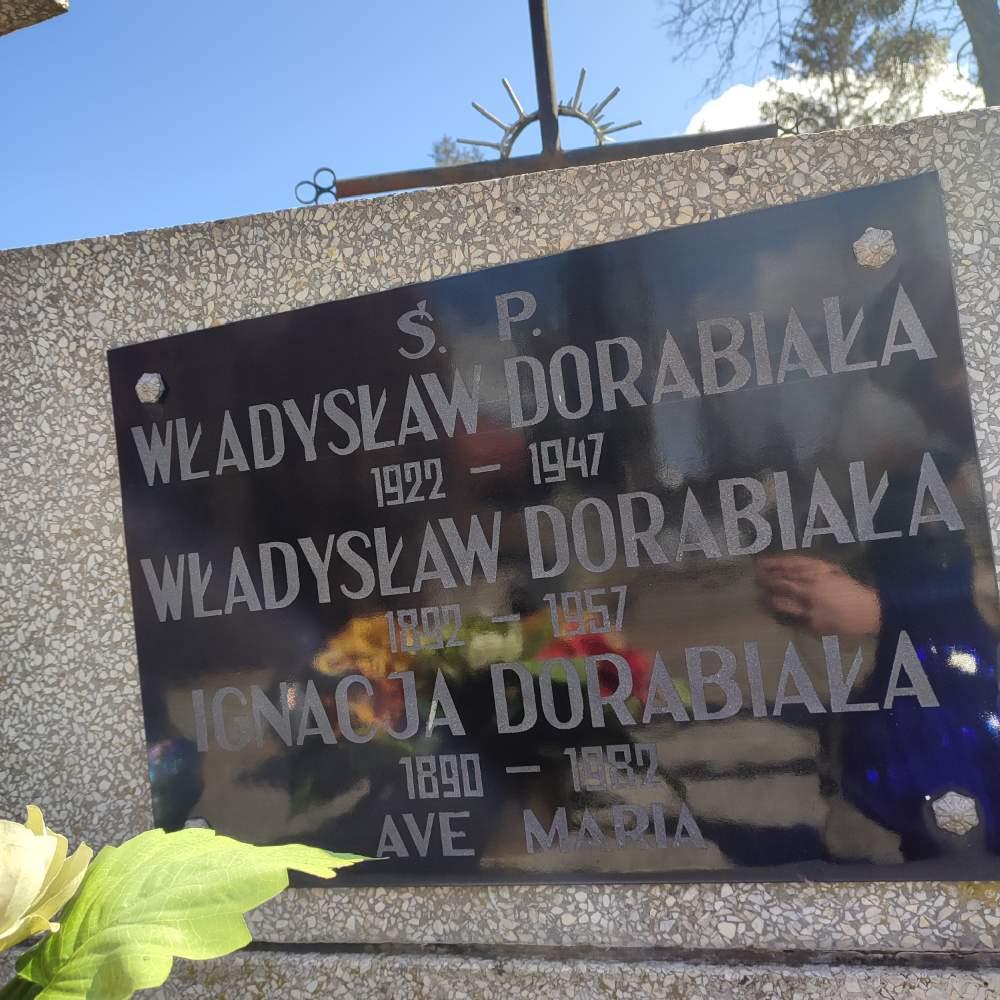 Ś. P.
WŁADYSŁAW DORABIAŁA
1922 – 1947
WŁADYSŁAW DORABIAŁA
1892 – 1957
IGNACJA DORABIAŁA
1890 – 1982
AVE MARIA